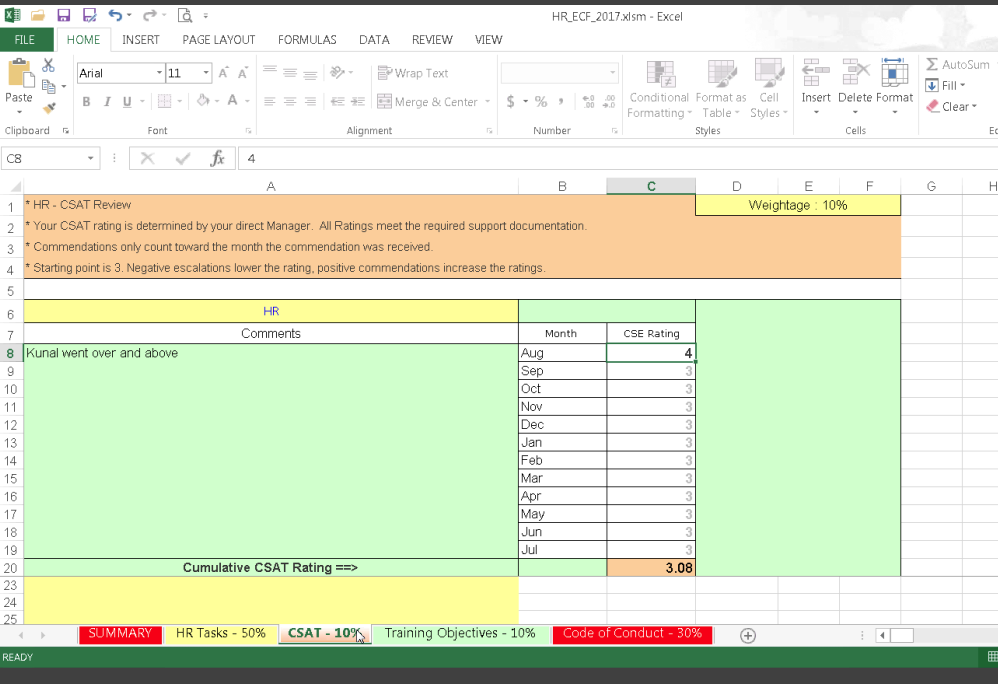 HR_ECF_2017.xlsm - Excel
FILE HOME INSERT PAGE LAYOUT FORMULAS DATA REVIEW VIEW
Paste
Clipboard
Arial 11
A A
B I U A
Font
Wrap Text
Merge & Center
Alignment
$ % ,
Number
Conditional Formatting
Format as Table
Cell Styles
Styles
Insert Delete Format
Cells
AutoSum
Fill
Clear
C8 fx 4
A B C D E F G H
1 * HR - CSAT Review Weightage : 10%
2 * Your CSAT rating is determined by your direct Manager. All Ratings meet the required support documentation.
3 * Commendations only count toward the month the commendation was received.
4 * Starting point is 3. Negative escalations lower the rating, positive commendations increase the ratings.
5
6 HR
7 Comments Month CSE Rating
8 Kunal went over and above Aug 4
9 Sep 3
10 Oct 3
11 Nov 3
12 Dec 3
13 Jan 3
14 Feb 3
15 Mar 3
16 Apr 3
17 May 3
18 Jun 3
19 Jul 3
20 Cumulative CSAT Rating ==> 3.08
23
24
25
SUMMARY HR Tasks - 50% CSAT - 10% Training Objectives - 10% Code of Conduct - 30%
READY